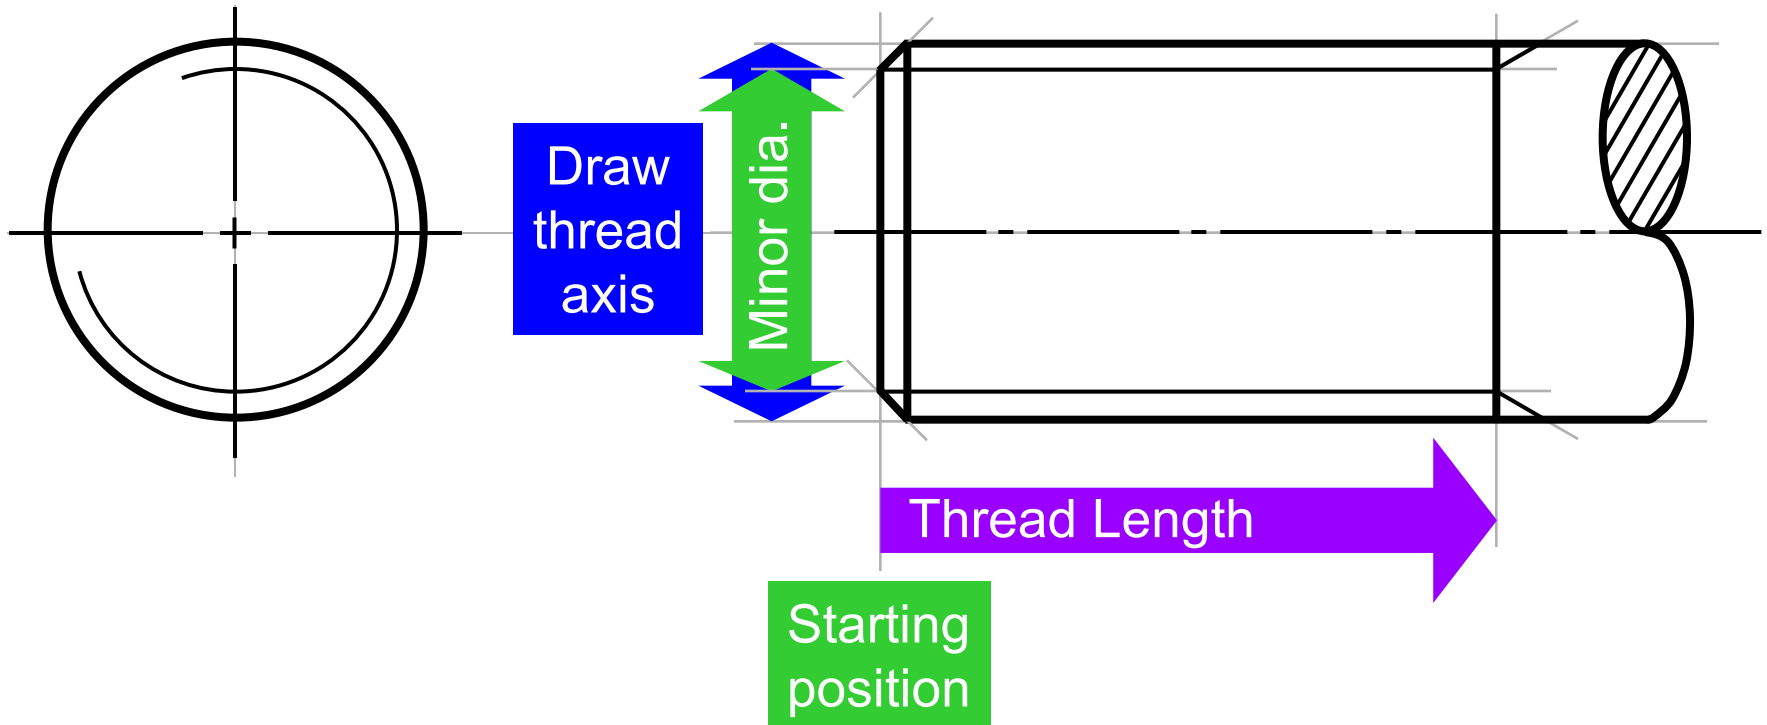 Draw
thread
axis
Minor dia.
Thread Length
Starting
position